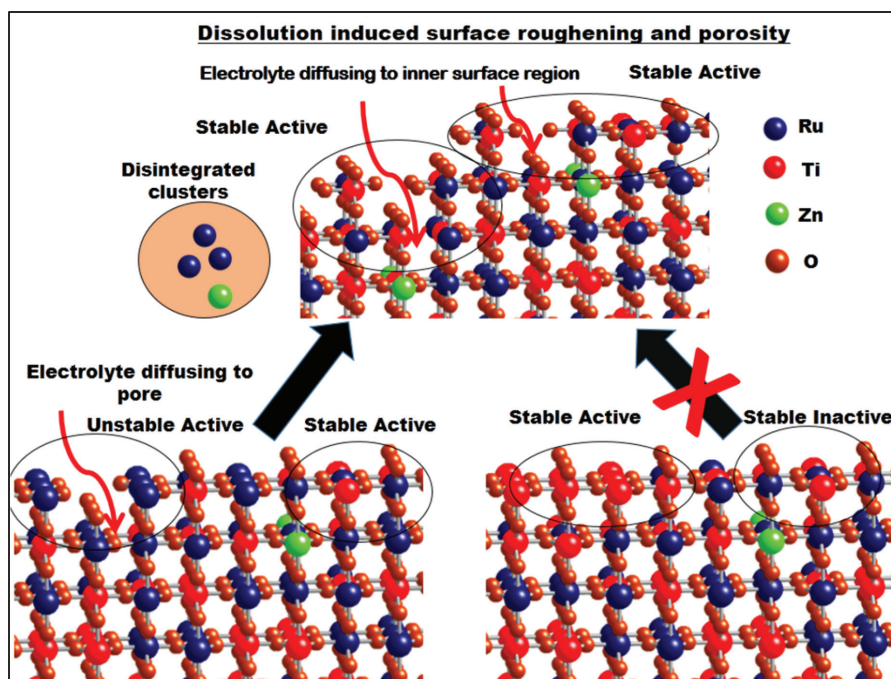 Dissolution induced surface roughening and porosity
Electrolyte diffusing to inner surface region
Stable Active
Stable Active
Disintegrated
clusters
Ru
Ti
Zn
O
Electrolyte diffusing to
pore
Unstable Active
Stable Active
Stable Active
Stable Inactive